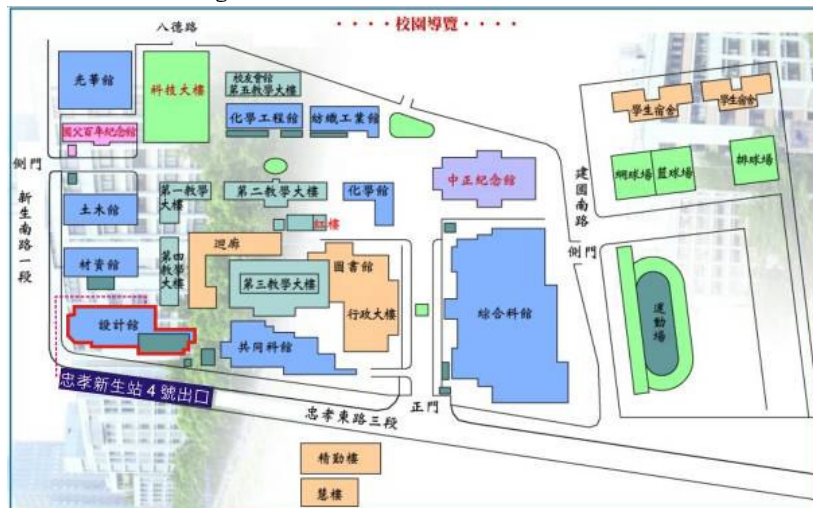 八德路
‧‧‧‧校園導覽‧‧‧‧
光華館
科技大樓
校友會館
第五教學大樓
化學工程館
紡織工業館
學生宿舍
學生宿舍
國父百年紀念館
側門
中正紀念館
建國南路
網球場
籃球場
排球場
新生南路一段
土木館
第一教學大樓
第二教學大樓
化學館
紅樓
迴廊
側門
材資館
第四教學大樓
圖書館
第三教學大樓
行政大樓
綜合科館
運動場
設計館
共同科館
忠孝新生站4號出口
忠孝東路三段
正門
精勤樓
慧樓